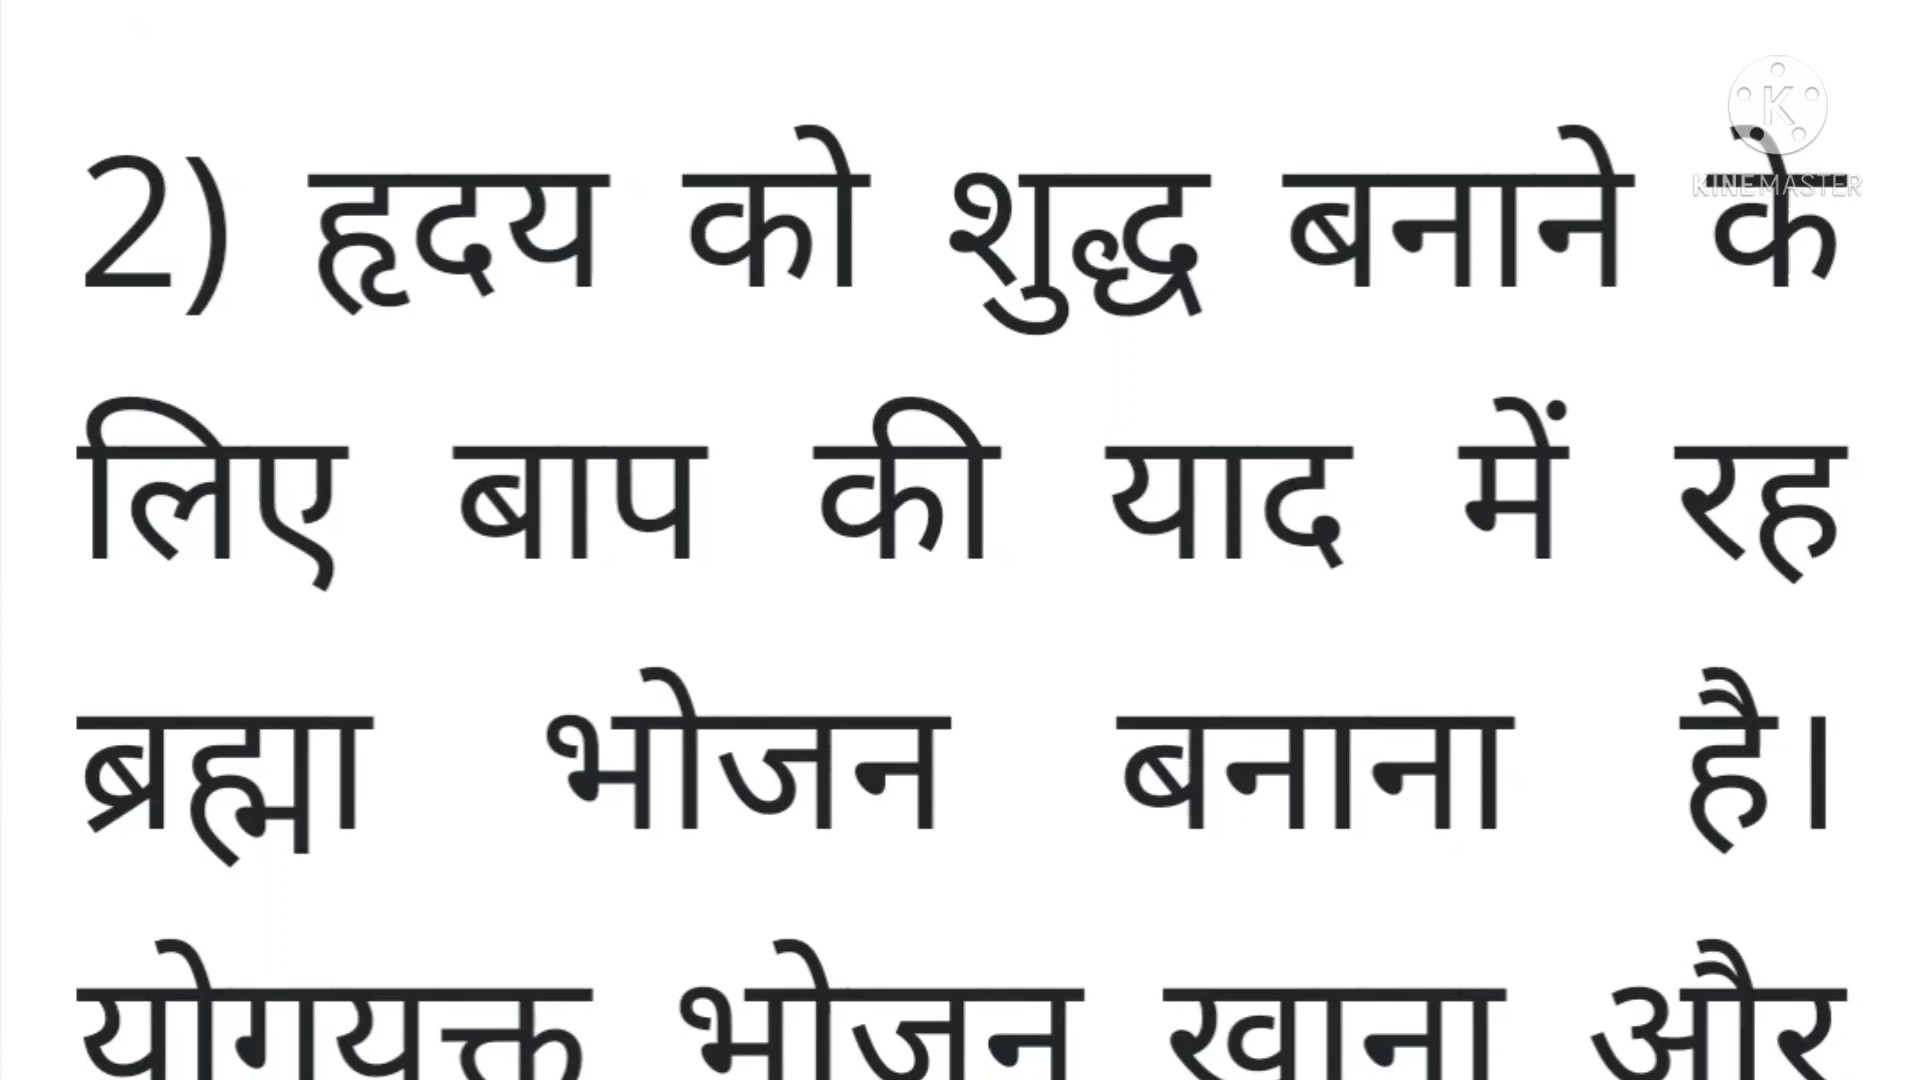 2) हृदय को शुद्ध बनाने के
KINEMASTER
लिए बाप की याद में रह
ब्रह्मा भोजन बनाना है।
योगयुक्त भोजन खाना और